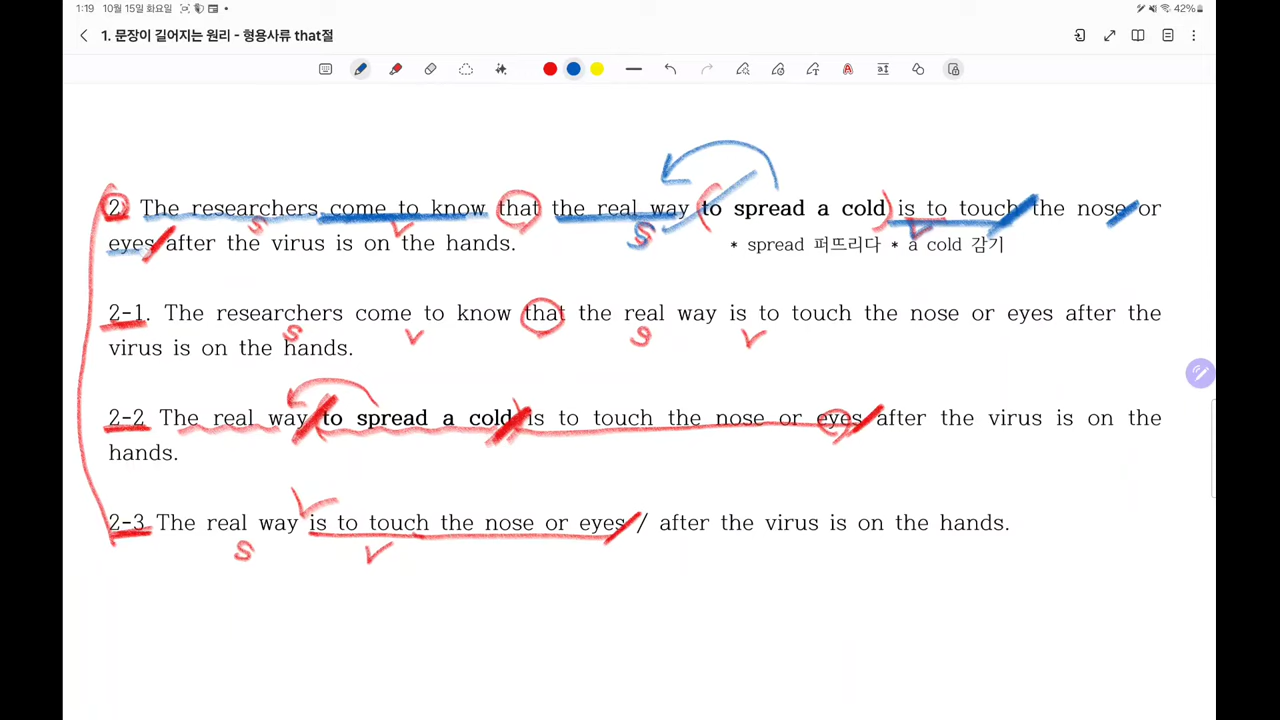 1:19 10월 15일 화요일
42%
1. 문장이 길어지는 원리 - 형용사류 that절
2. The researchers come to know that the real way to spread a cold is to touch the nose or
s v s v
eyes after the virus is on the hands. * spread 퍼뜨리다 * a cold 감기
2-1. The researchers come to know that the real way is to touch the nose or eyes after the
s v s v
virus is on the hands.
2-2 The real way to spread a cold is to touch the nose or eyes after the virus is on the
hands.
2-3 The real way is to touch the nose or eyes / after the virus is on the hands.
s v